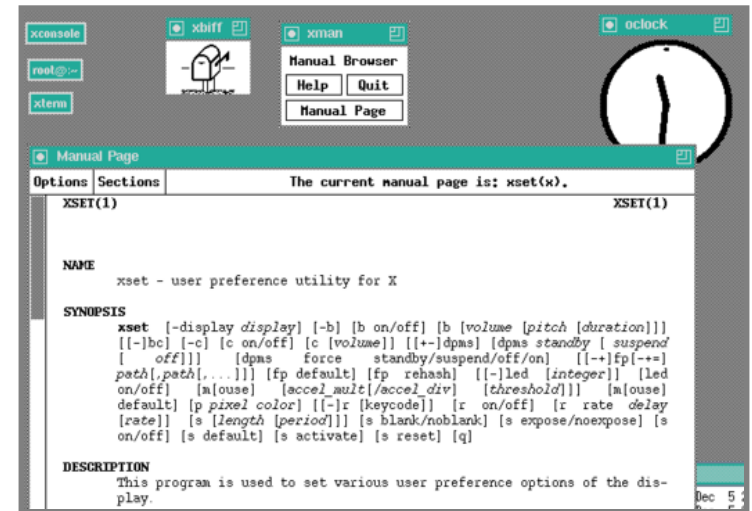 xconsole
xbiff
xman
oclock
root@:~
xterm
Manual Browser
Help Quit
Manual Page
Manual Page
Options Sections The current manual page is: xset(x).
XSET(1) XSET(1)
NAME
xset - user preference utility for X
SYNOPSIS
xset [-display display] [-b] [b on/off] [b [volume [pitch [duration]]]
[[-]bc] [-c] [c on/off] [c [volume]] [[+-]dpms] [dpms standby [ suspend
[ off]]] [dpms force standby/suspend/off/on] [[-+]fp[-+=]
path[,path[,...]]] [fp default] [fp rehash] [[-]led [integer]] [led
on/off] [m[ouse] [accel_mult[/accel_div] [threshold]]] [m[ouse]
default] [p pixel color] [[-]r [keycode]] [r on/off] [r rate delay
[rate]] [s [length [period]]] [s blank/noblank] [s expose/noexpose] [s
on/off] [s default] [s activate] [s reset] [q]
DESCRIPTION
This program is used to set various user preference options of the dis-
play.
Dec 5